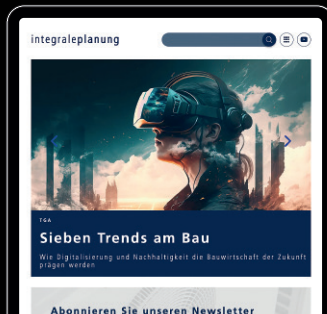 integraleplanung
TGA
Sieben Trends am Bau
Wie Digitalisierung und Nachhaltigkeit die Bauwirtschaft der Zukunft
prägen werden
Abonnieren Sie unseren Newsletter